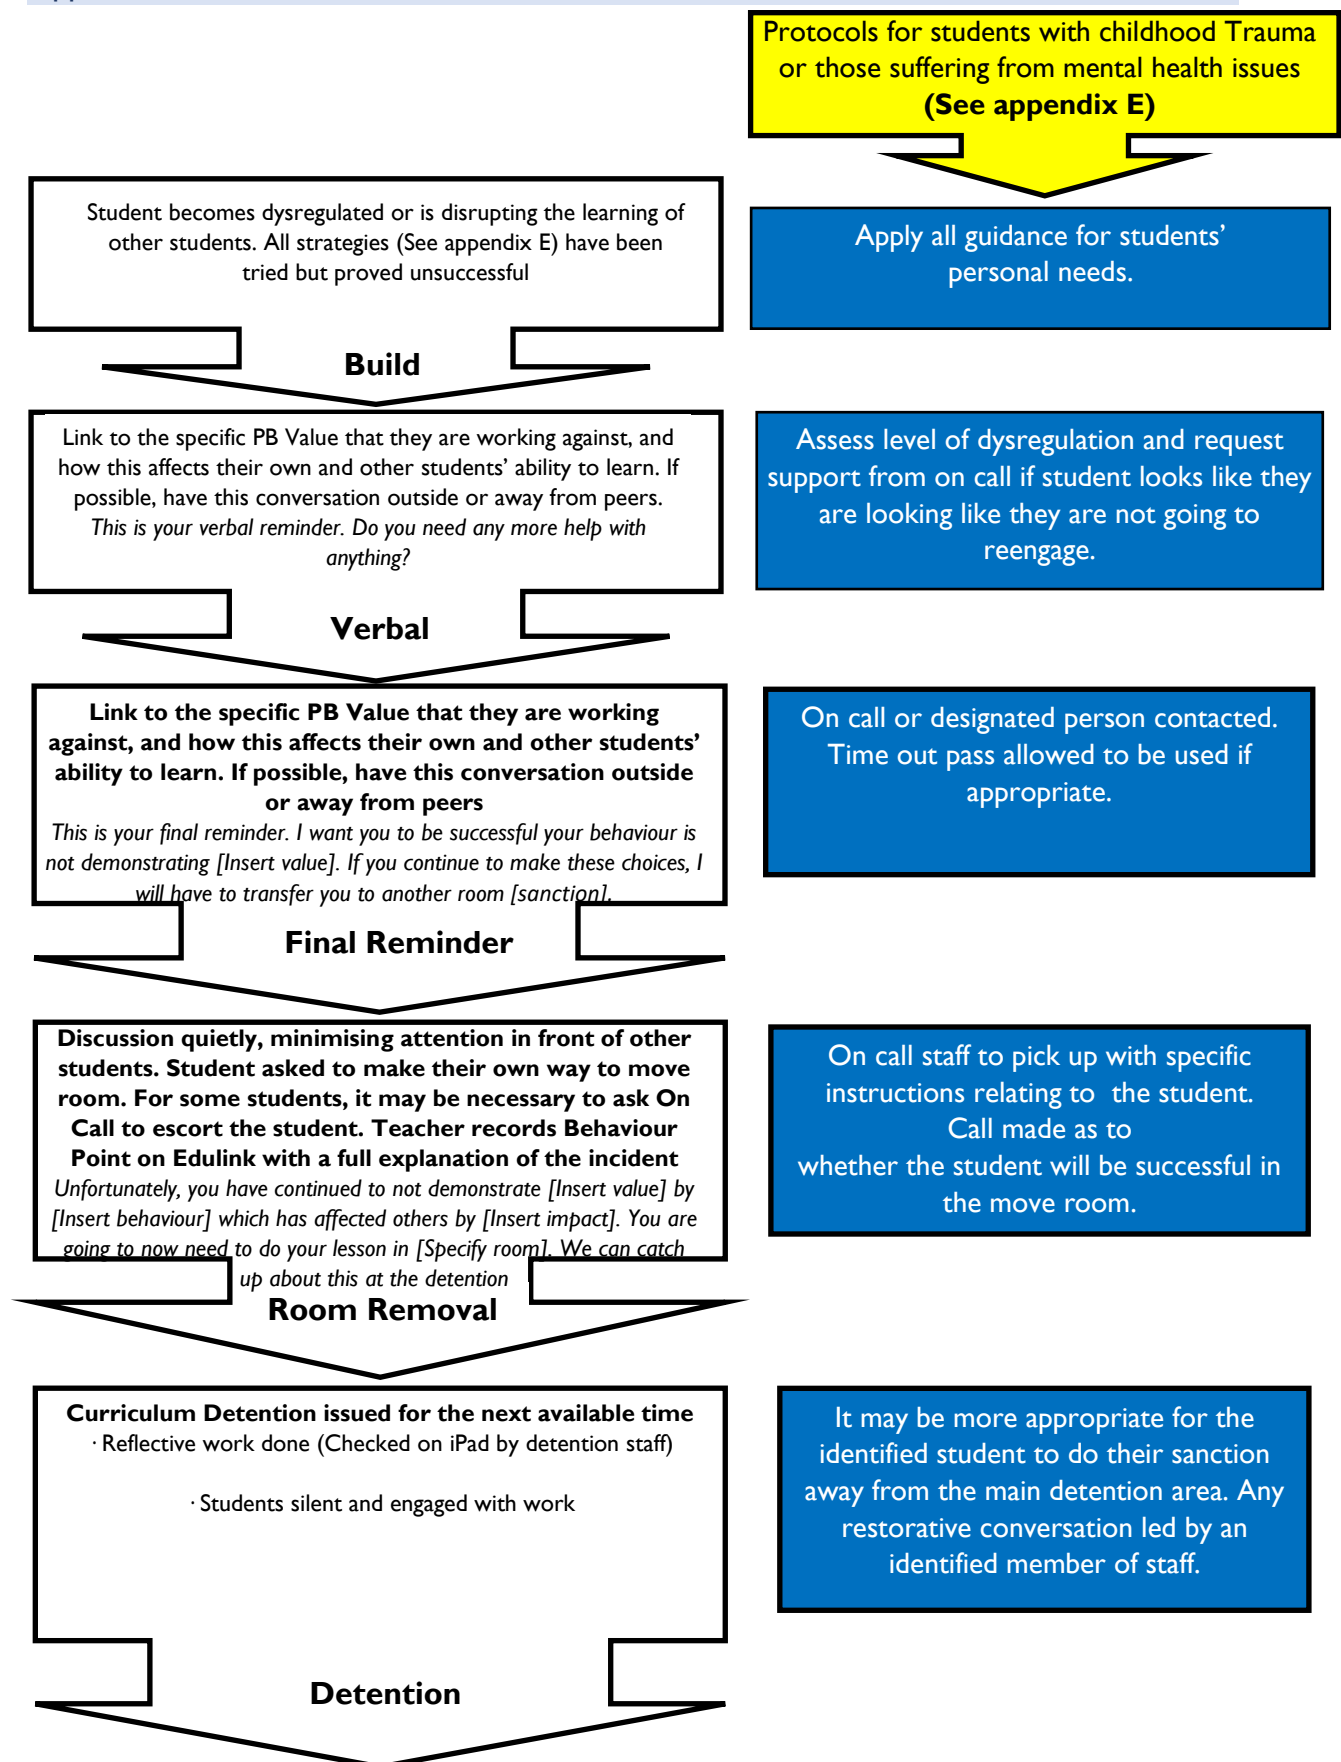 Protocols for students with childhood Trauma
or those suffering from mental health issues
(See appendix E)
Student becomes dysregulated or is disrupting the learning of
other students. All strategies (See appendix E) have been
tried but proved unsuccessful
Build
Apply all guidance for students’
personal needs.
Link to the specific PB Value that they are working against, and
how this affects their own and other students’ ability to learn. If
possible, have this conversation outside or away from peers.
This is your verbal reminder. Do you need any more help with
anything?
Verbal
Assess level of dysregulation and request
support from on call if student looks like they
are looking like they are not going to
reengage.
Link to the specific PB Value that they are working
against, and how this affects their own and other students’
ability to learn. If possible, have this conversation outside
or away from peers
This is your final reminder. I want you to be successful your behaviour is
not demonstrating [Insert value]. If you continue to make these choices, I
will have to transfer you to another room [sanction].
Final Reminder
On call or designated person contacted.
Time out pass allowed to be used if
appropriate.
Discussion quietly, minimising attention in front of other
students. Student asked to make their own way to move
room. For some students, it may be necessary to ask On
Call to escort the student. Teacher records Behaviour
Point on Edulink with a full explanation of the incident
Unfortunately, you have continued to not demonstrate [Insert value] by
[Insert behaviour] which has affected others by [Insert impact]. You are
going to now need to do your lesson in [Specify room]. We can catch
up about this at the detention
Room Removal
On call staff to pick up with specific
instructions relating to the student.
Call made as to
whether the student will be successful in
the move room.
Curriculum Detention issued for the next available time
· Reflective work done (Checked on iPad by detention staff)
· Students silent and engaged with work
Detention
It may be more appropriate for the
identified student to do their sanction
away from the main detention area. Any
restorative conversation led by an
identified member of staff.